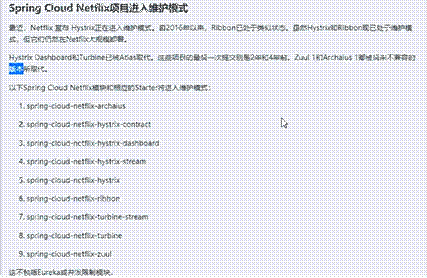 Spring Cloud Netflix项目进入维护模式
最近，Netflix 宣布 Hystrix正在进入维护模式。自2016年以来，Ribbon已处于类似状态。虽然Hystrix和Ribbon现已处于维护模
式，但它们仍然在Netflix大规模部署。
Hystrix Dashboard和Turbine已被Atlas取代。这些项目的最后一次提交分别是2年和4年前。Zuul 1和Archaius 1都被后来不兼容的
版本所取代。
以下Spring Cloud Netflix模块和相应的Starter将进入维护模式：
1. spring-cloud-netflix-archaius
2. spring-cloud-netflix-hystrix-contract
3. spring-cloud-netflix-hystrix-dashboard
4. spring-cloud-netflix-hystrix-stream
5. spring-cloud-netflix-hystrix
6. spring-cloud-netflix-ribbon
7. spring-cloud-netflix-turbine-stream
8. spring-cloud-netflix-turbine
9. spring-cloud-netflix-zuul
这不包括Eureka或并发限制模块。